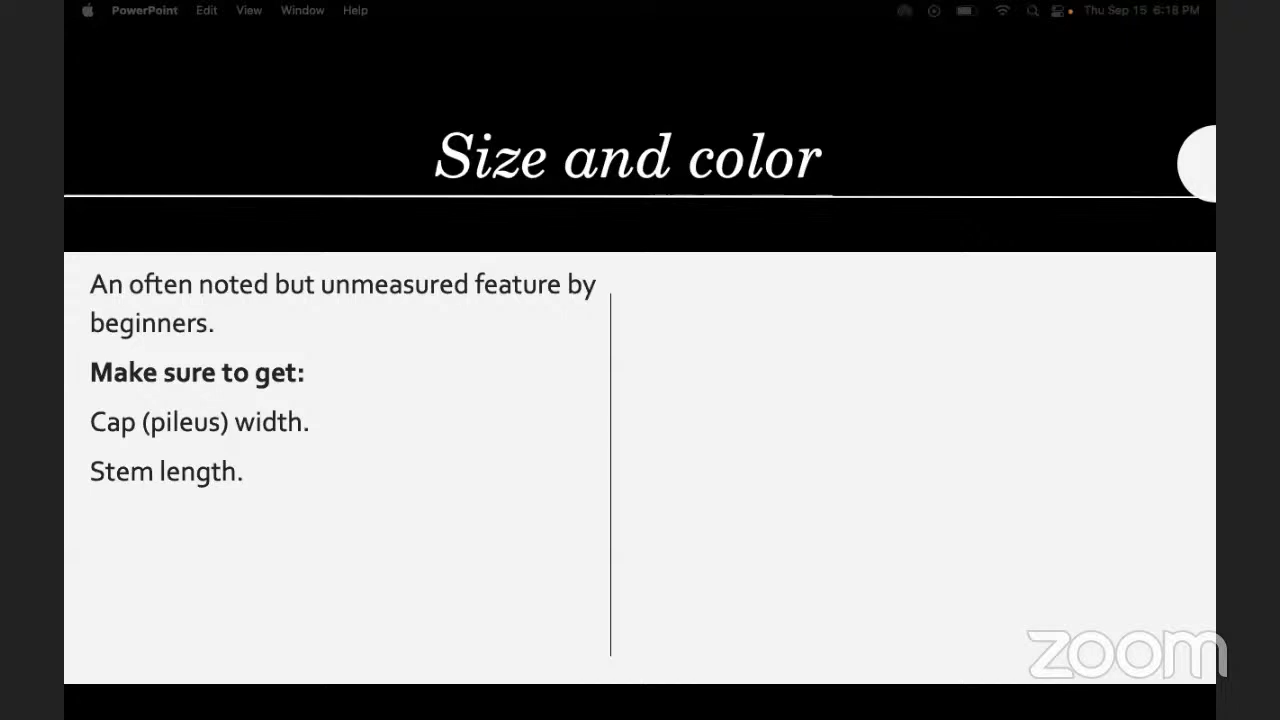 PowerPoint Edit View Window Help Thu Sep 15 6:18 PM
Size and color
An often noted but unmeasured feature by
beginners.
Make sure to get:
Cap (pileus) width.
Stem length.
zoom